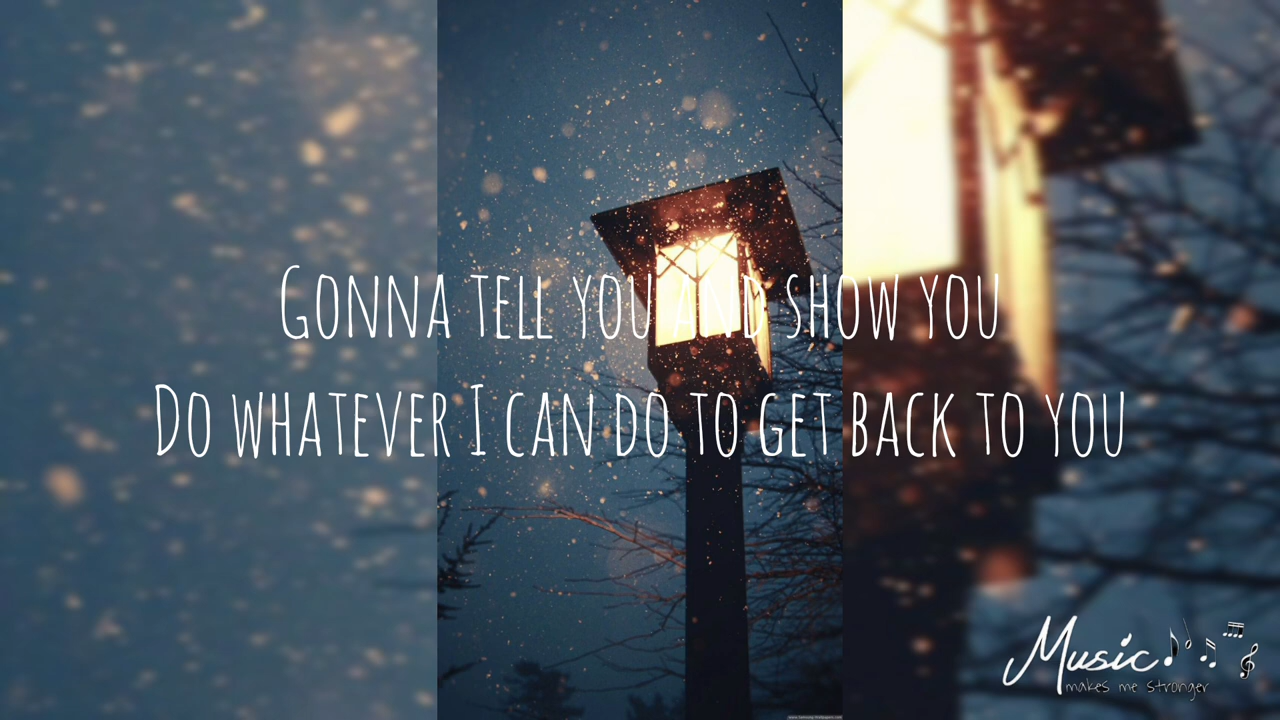 Gonna tell you and show you
Do whatever I can do to get back to you
Music
makes me stronger